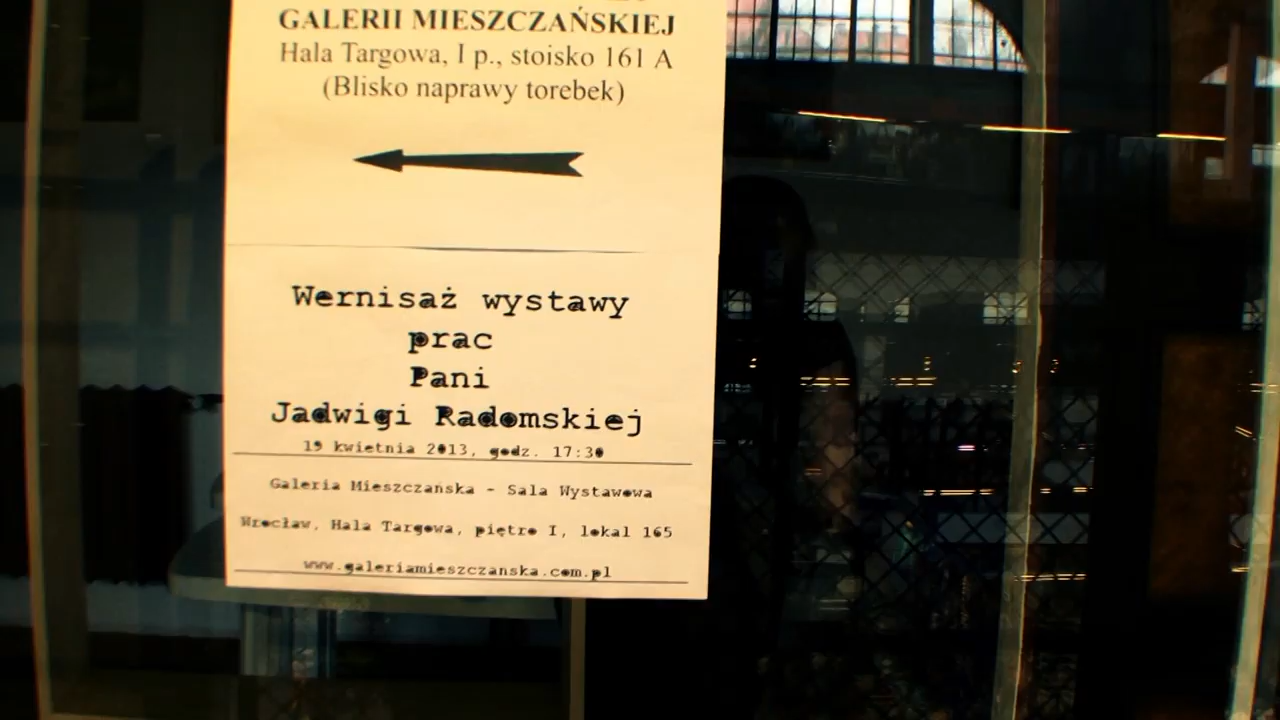 GALERII MIESZCZAŃSKIEJ
Hala Targowa, I p., stoisko 161 A
(Blisko naprawy torebek)
Wernisaż wystawy
prac
Pani
Jadwigi Radomskiej
19 kwietnia 2013, godz. 17:30
Galeria Mieszczańska - Sala Wystawowa
Wrocław, Hala Targowa, piętro I, lokal 165
www.galeriamieszczanska.com.pl